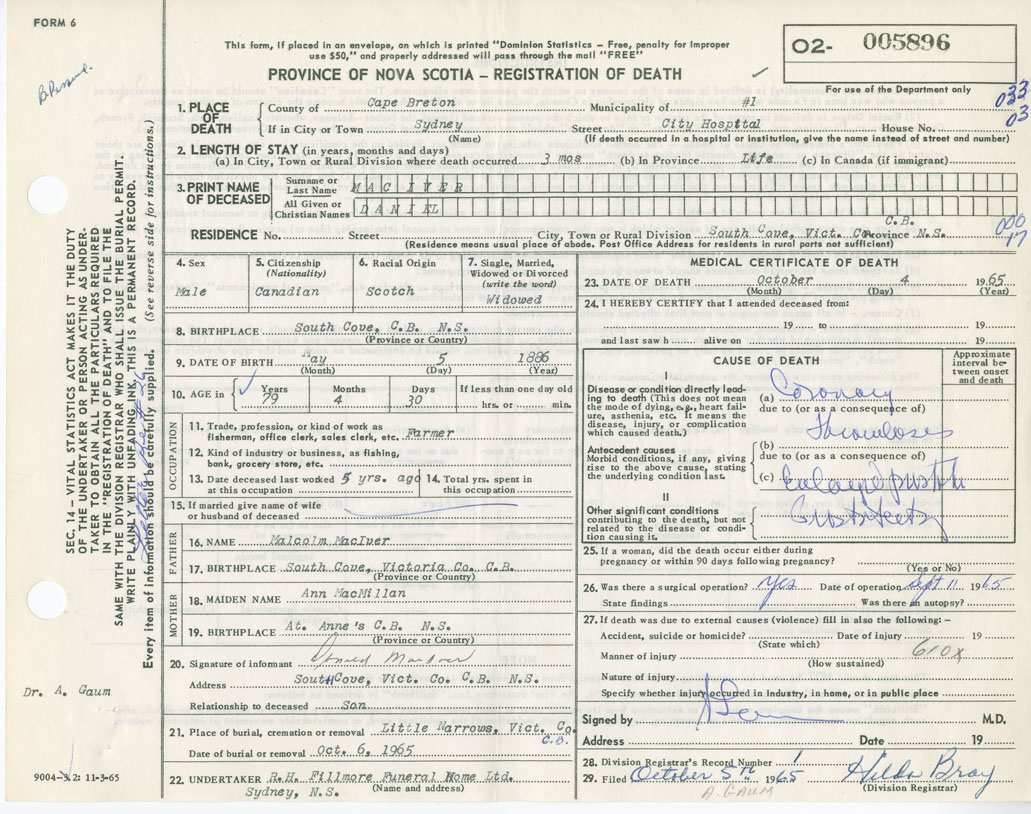 FORM 6
This form, if placed in an envelope, on which is printed "Dominion Statistics – Free, penalty for improper
use $50," and properly addressed will pass through the mail "FREE"
PROVINCE OF NOVA SCOTIA – REGISTRATION OF DEATH
02- 005896
For use of the Department only
033
03
1. PLACE OF DEATH
County of Cape Breton Municipality of #1
If in City or Town Sydney Street City Hospttal House No.
(Name) (If death occurred in a hospital or institution, give the name instead of street and number)
2. LENGTH OF STAY (in years, months and days)
(a) In City, Town or Rural Division where death occurred 3 mos (b) In Province Life (c) In Canada (if immigrant)
3. PRINT NAME OF DECEASED
Surname or Last Name MACIVER
All Given or Christian Names DANIEL
C.B.
RESIDENCE No. Street City, Town or Rural Division South Cove, Vict. Co Province N.S.
(Residence means usual place of abode. Post Office Address for residents in rural parts not sufficient)
000
17
4. Sex
Male
5. Citizenship
(Nationality)
Canadian
6. Racial Origin
Scotch
7. Single, Married,
Widowed or Divorced
(write the word)
Widowed
8. BIRTHPLACE South Cove, C.B. N.S.
(Province or Country)
9. DATE OF BIRTH May 5 1886
(Month) (Day) (Year)
10. AGE in
Years Months Days If less than one day old
79 4 30 hrs. or min.
OCCUPATION
11. Trade, profession, or kind of work as
fisherman, office clerk, sales clerk, etc. Farmer
12. Kind of industry or business, as fishing,
bank, grocery store, etc.
13. Date deceased last worked 5 yrs. ago
at this occupation
14. Total yrs. spent in
this occupation
15. If married give name of wife
or husband of deceased
FATHER
16. NAME Malcolm MacIver
17. BIRTHPLACE South Cove, Victoria Co. C.B.
(Province or Country)
MOTHER
18. MAIDEN NAME Ann MacMillan
19. BIRTHPLACE At. Anne's C.B. N.S.
(Province or Country)
20. Signature of informant Donald MacIver
Address South Cove, Vict. Co. C.B. N.S.
Relationship to deceased Son
21. Place of burial, cremation or removal Little Narrows, Vict. Co.
C.B.
Date of burial or removal Oct. 6, 1965
22. UNDERTAKER R.H. Fillmore Funeral Home Ltd.
Sydney, N.S. (Name and address)
MEDICAL CERTIFICATE OF DEATH
23. DATE OF DEATH October 4 1965
(Month) (Day) (Year)
24. I HEREBY CERTIFY that I attended deceased from:
19 to 19
and last saw h alive on 19
CAUSE OF DEATH
Approximate
interval be-
tween onset
and death
I
Disease or condition directly lead-
ing to death (This does not mean
the mode of dying, e.g., heart fail-
ure, asthenia, etc. It means the
disease, injury, or complication
which caused death.)
(a) Coronary
due to (or as a consequence of)
Antecedent causes
Morbid conditions, if any, giving
rise to the above cause, stating
the underlying condition last.
(b)
due to (or as a consequence of)
(c)
II
Other significant conditions
contributing to the death, but not
related to the disease or condi-
tion causing it.
25. If a woman, did the death occur either during
pregnancy or within 90 days following pregnancy?
(Yes or No)
26. Was there a surgical operation? Yes Date of operation Sept 11 1965
State findings Was there an autopsy?
27. If death was due to external causes (violence) fill in also the following: –
Accident, suicide or homicide? Date of injury 19
(State which)
Manner of injury 610X
(How sustained)
Nature of injury
Specify whether injury occurred in industry, in home, or in public place
Signed by M.D.
Address Date 19
28. Division Registrar's Record Number 1
29. Filed October 5th 1965 Hilda Bray
(Division Registrar)
A. GAUM
SEC. 14 – VITAL STATISTICS ACT MAKES IT THE DUTY
OF THE UNDERTAKER OR PERSON ACTING AS UNDER-
TAKER TO OBTAIN ALL THE PARTICULARS REQUIRED
IN THE "REGISTRATION OF DEATH" AND TO FILE THE
SAME WITH THE DIVISION REGISTRAR WHO SHALL ISSUE THE BURIAL PERMIT.
WRITE PLAINLY WITH UNFADING INK, THIS IS A PERMANENT RECORD.
Every item of information should be carefully supplied. (See reverse side for instructions.)
Dr. A. Gaum
9004-3.2: 11-3-65